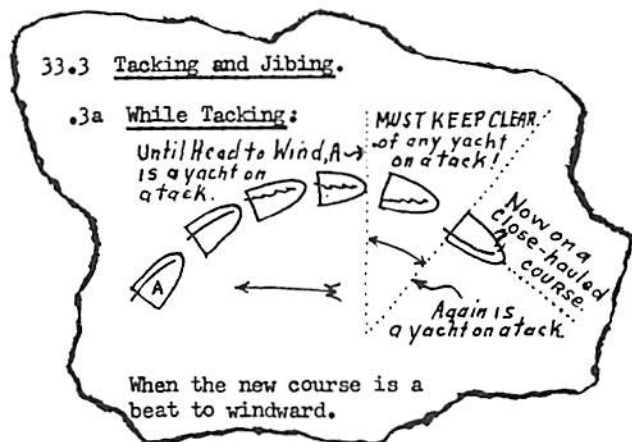 33.3 Tacking and Jibing.
.3a While Tacking:
Until Head to Wind, A→
is a yacht on
a tack.
MUST KEEP CLEAR
of any yacht
on a tack!
A
Now on a
close-hauled
course.
Again is
a yacht on a tack
When the new course is a
beat to windward.